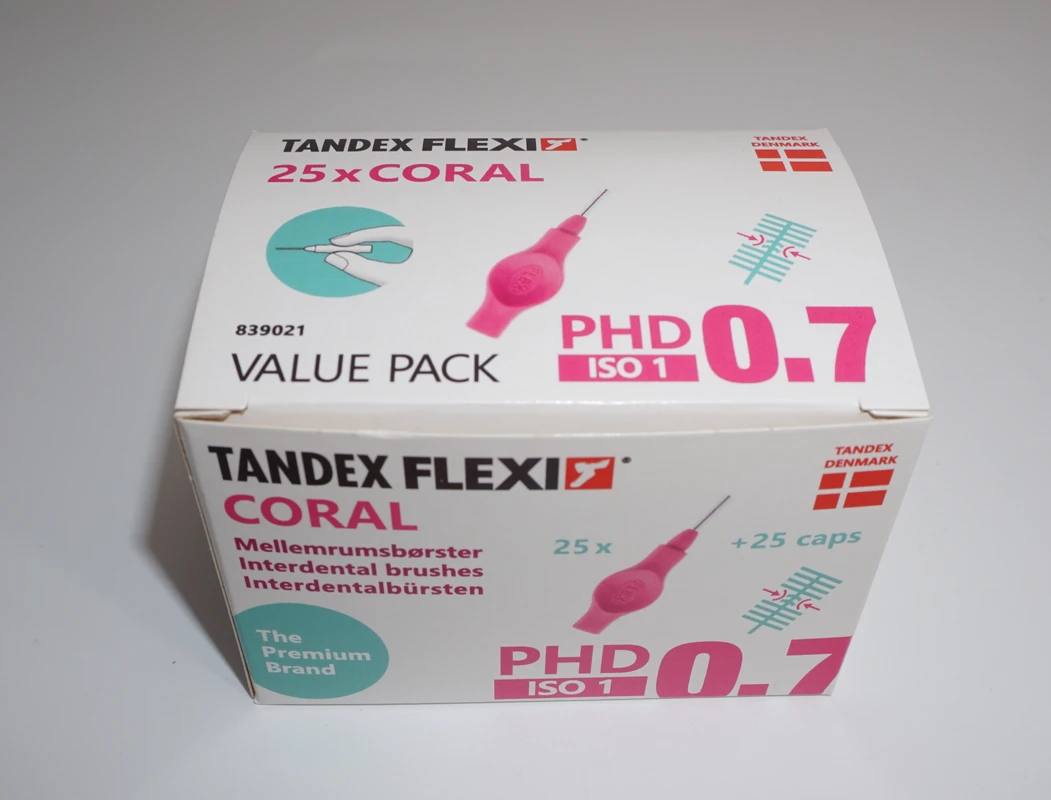 TANDEX FLEXI
25 x CORAL
TANDEX
DENMARK
FLEXI
839021
VALUE PACK
PHD 0.7
ISO 1
TANDEX FLEXI
CORAL
TANDEX
DENMARK
Mellemrumsbørster
Interdental brushes
Interdentalbürsten
25 x
+25 caps
The
Premium
Brand
PHD 0.7
ISO 1